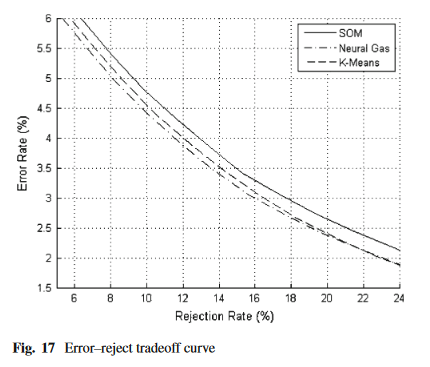 6
5.5
5
4.5
4
3.5
3
2.5
2
1.5
Error Rate (%)
SOM
Neural Gas
K-Means
6 8 10 12 14 16 18 20 22 24
Rejection Rate (%)
Fig. 17 Error–reject tradeoff curve